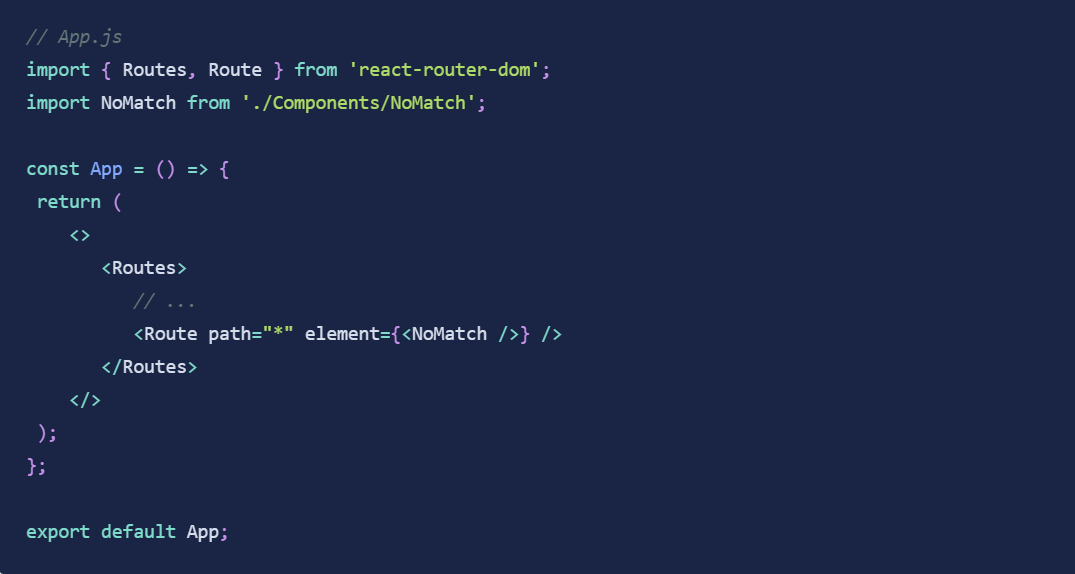 // App.js
import { Routes, Route } from 'react-router-dom';
import NoMatch from './Components/NoMatch';
const App = () => {
return (
<>
<Routes>
// ...
<Route path="*" element={<NoMatch />} />
</Routes>
</>
);
};
export default App;